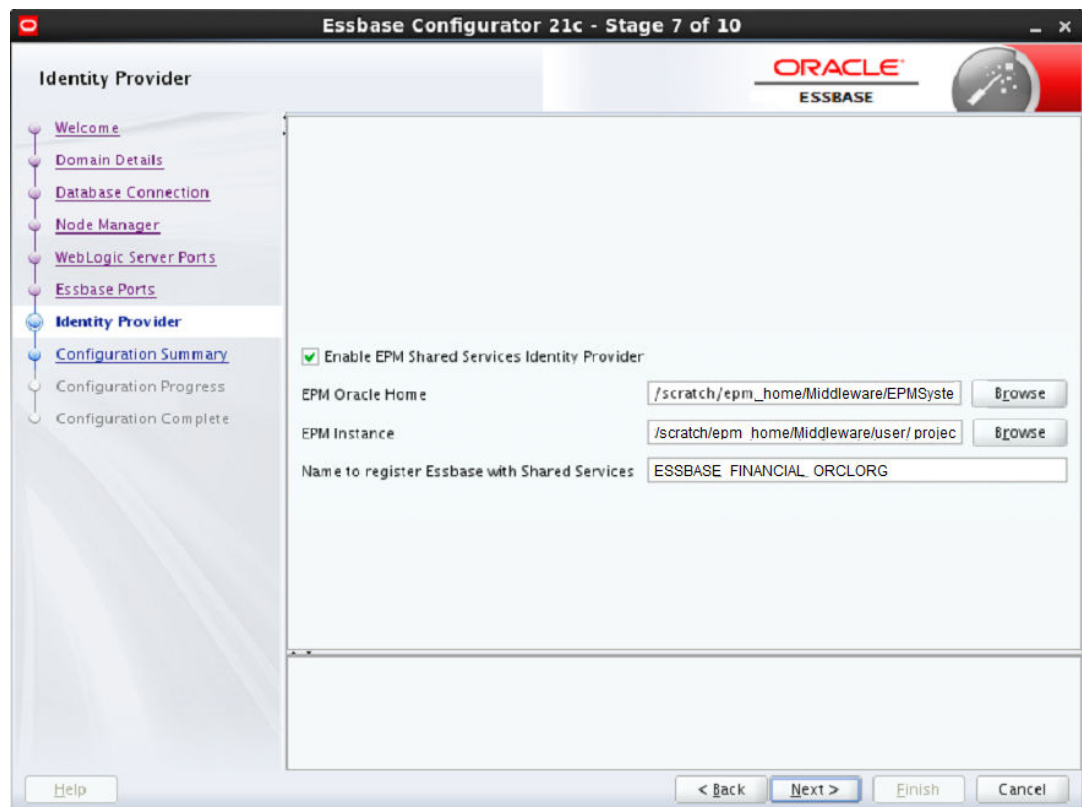 Essbase Configurator 21c - Stage 7 of 10
Identity Provider
ORACLE
ESSBASE
Welcome
Domain Details
Database Connection
Node Manager
WebLogic Server Ports
Essbase Ports
Identity Provider
Configuration Summary
Configuration Progress
Configuration Complete
Enable EPM Shared Services Identity Provider
EPM Oracle Home /scratch/epm_home/Middleware/EPMSyste Browse
EPM Instance /scratch/epm_home/Middleware/user/ projec Browse
Name to register Essbase with Shared Services ESSBASE_FINANCIAL_ORCLORG
Help < Back Next > Finish Cancel